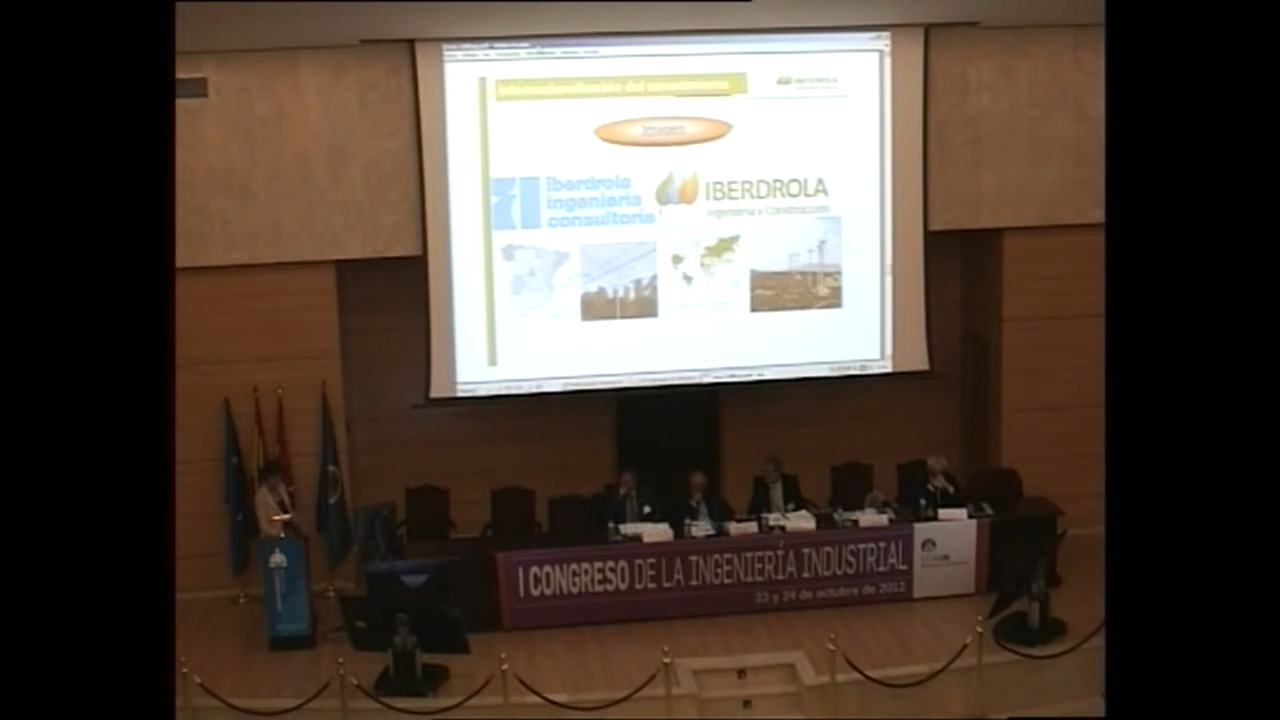 Internacionalización del conocimiento
IBERDROLA
iberdrola
ingeniería
consultoría
IBERDROLA
Ingeniería y Construcción
I CONGRESO DE LA INGENIERÍA INDUSTRIAL
23 y 24 de octubre de 2012